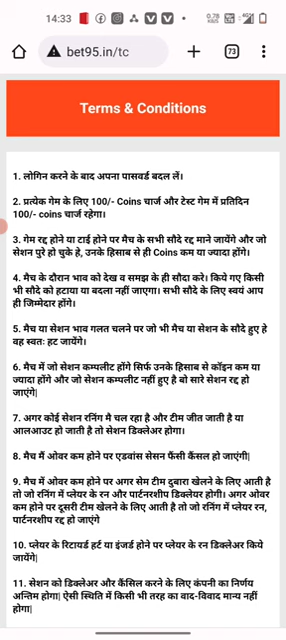 14:33
0.78
KB/S
4G
bet95.in/tc
73
Terms & Conditions
1. लोगिन करने के बाद अपना पासवर्ड बदल लें।
2. प्रत्येक गेम के लिए 100/- Coins चार्ज और टेस्ट गेम में प्रतिदिन
100/- coins चार्ज रहेगा।
3. गेम रद्द होने या टाई होने पर मैच के सभी सौदे रद्द माने जायेंगे और जो
सेशन पुरे हो चुके है, उनके हिसाब से ही Coins कम या ज्यादा होंगे।
4. मैच के दौरान भाव को देख व समझ के ही सौदा करे। किये गए किसी
भी सौदे को हटाया या बदला नहीं जाएगा। सभी सौदे के लिए स्वयं आप
ही जिम्मेदार होंगे।
5. मैच या सेशन भाव गलत चलने पर जो भी मैच या सेशन के सौदे हुए हे
वह स्वतः हट जायेंगे।
6. मैच में जो सेशन कम्पलीट होंगे सिर्फ उनके हिसाब से कॉइन कम या
ज्यादा होंगे और जो सेशन कम्पलीट नहीं हुए है बो सारे सेशन रद्द हो
जाएंगे|
7. अगर कोई सेशन रनिंग मै चल रहा है और टीम जीत जाती है या
आलआउट हो जाती है तो सेशन डिक्लेअर होगा।
8. मैच मैं ओवर कम होने पर एडवांस सेसन फैंसी कैंसल हो जाएंगी|
9. मैच में ओवर कम होने पर अगर सेम टीम दुबारा खेलने के लिए आती है
तो जो रनिंग में प्लेयर के रन और पार्टनरशीप डिक्लेयर होगी। अगर ओवर
कम होने पर दूसरी टीम खेलने के लिए आती है तो जो रनिंग में प्लेयर रन,
पार्टनरशीप रद्द हो जाएंगे
10. प्लेयर के रिटायर्ड हर्ट या इंजर्ड होने पर प्लेयर के रन डिक्लेअर किये
जायेंगे|
11. सेशन को डिक्लेअर और कैंसिल करने के लिए कंपनी का निर्णय
अन्तिम होगा| ऐसी स्थिति में किसी भी तरह का वाद-विवाद मान्य नहीं
होगा|